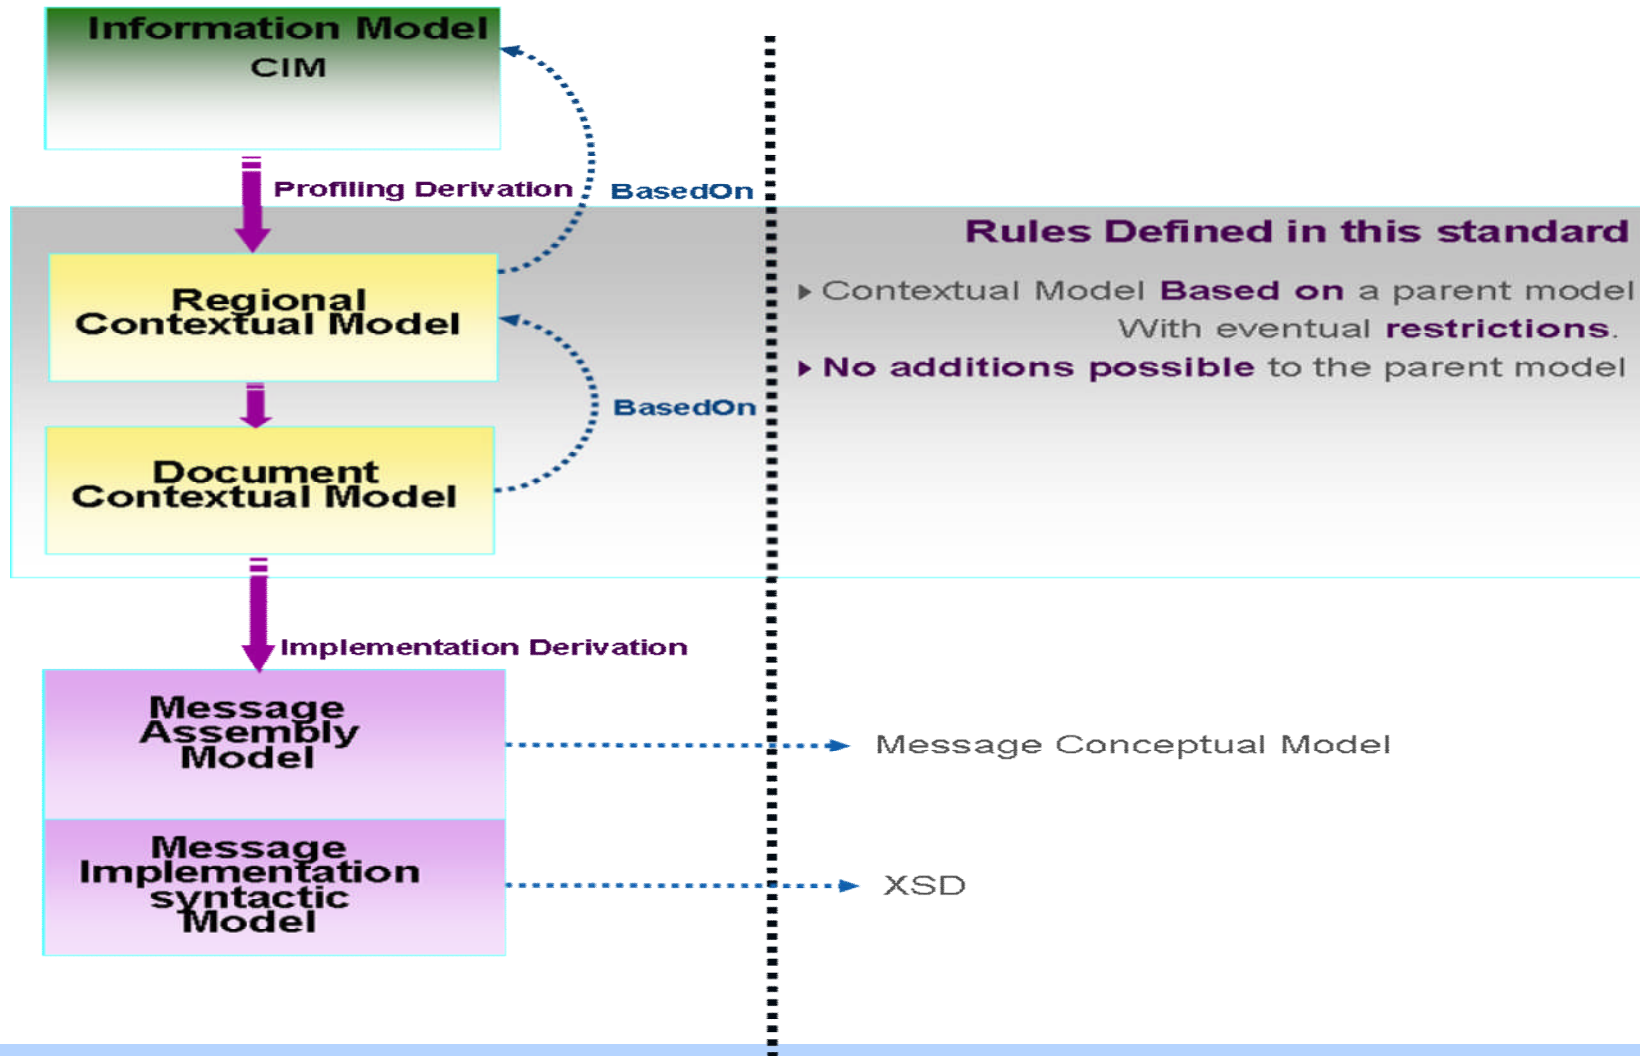 Information Model
CIM
Profiling Derivation
BasedOn
Rules Defined in this standard
Regional
Contextual Model
Contextual Model Based on a parent model
With eventual restrictions.
No additions possible to the parent model
BasedOn
Document
Contextual Model
Implementation Derivation
Message
Assembly
Model
Message Conceptual Model
Message
Implementation
syntactic
Model
XSD